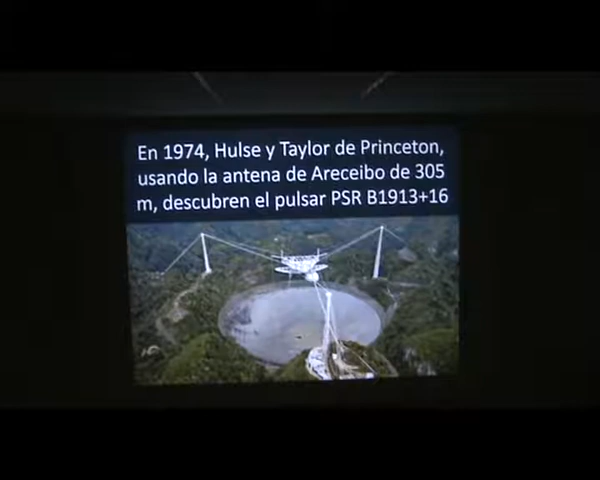 En 1974, Hulse y Taylor de Princeton,
usando la antena de Areceibo de 305
m, descubren el pulsar PSR B1913+16